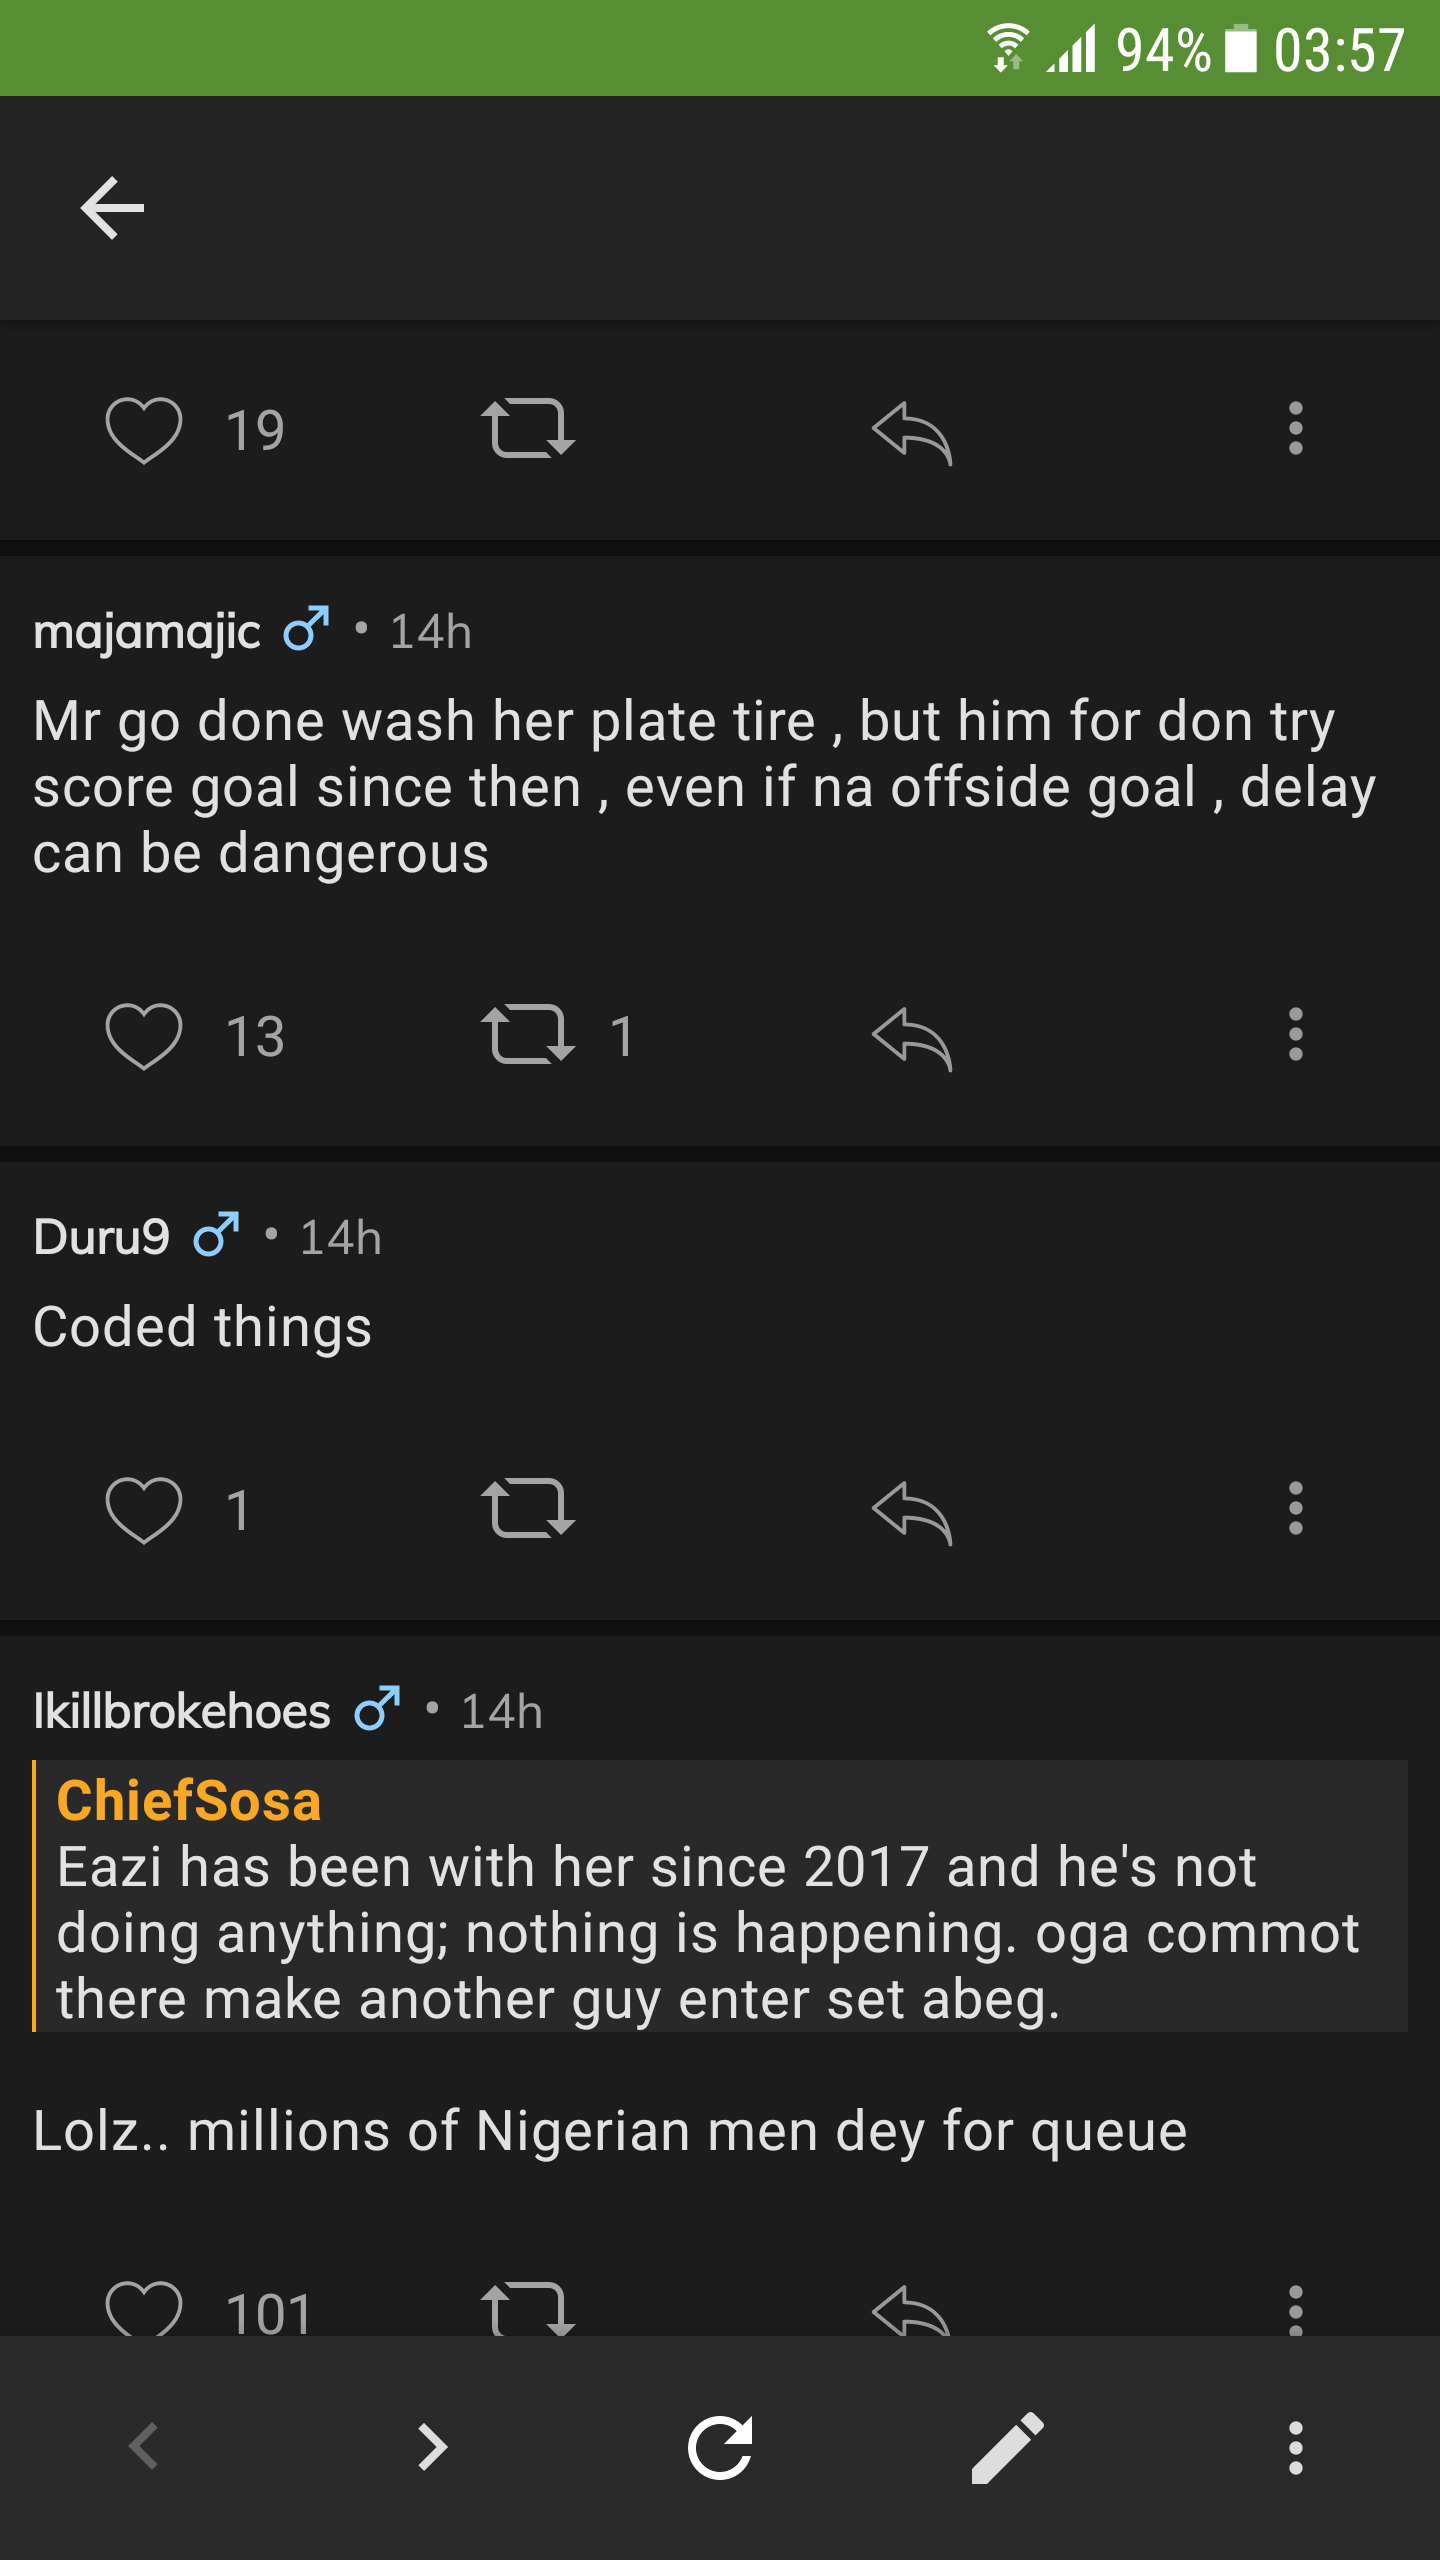 94% 03:57
19
majamajic ♂ • 14h
Mr go done wash her plate tire , but him for don try
score goal since then , even if na offside goal , delay
can be dangerous
13 1
Duru9 ♂ • 14h
Coded things
1
Ikillbrokehoes ♂ • 14h
ChiefSosa
Eazi has been with her since 2017 and he's not
doing anything; nothing is happening. oga commot
there make another guy enter set abeg.
Lolz.. millions of Nigerian men dey for queue
101